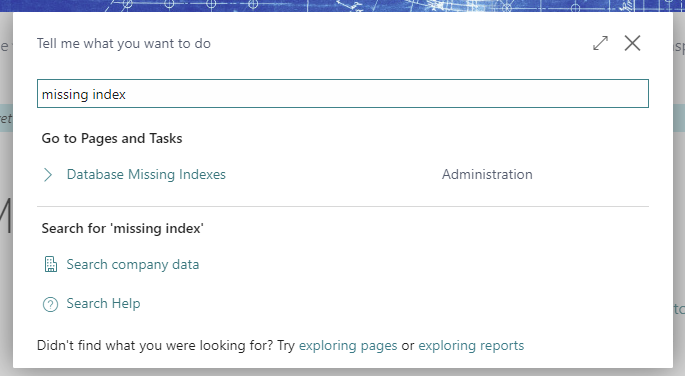 Tell me what you want to do
missing index
Go to Pages and Tasks
Database Missing Indexes Administration
Search for 'missing index'
Search company data
Search Help
Didn't find what you were looking for? Try exploring pages or exploring reports